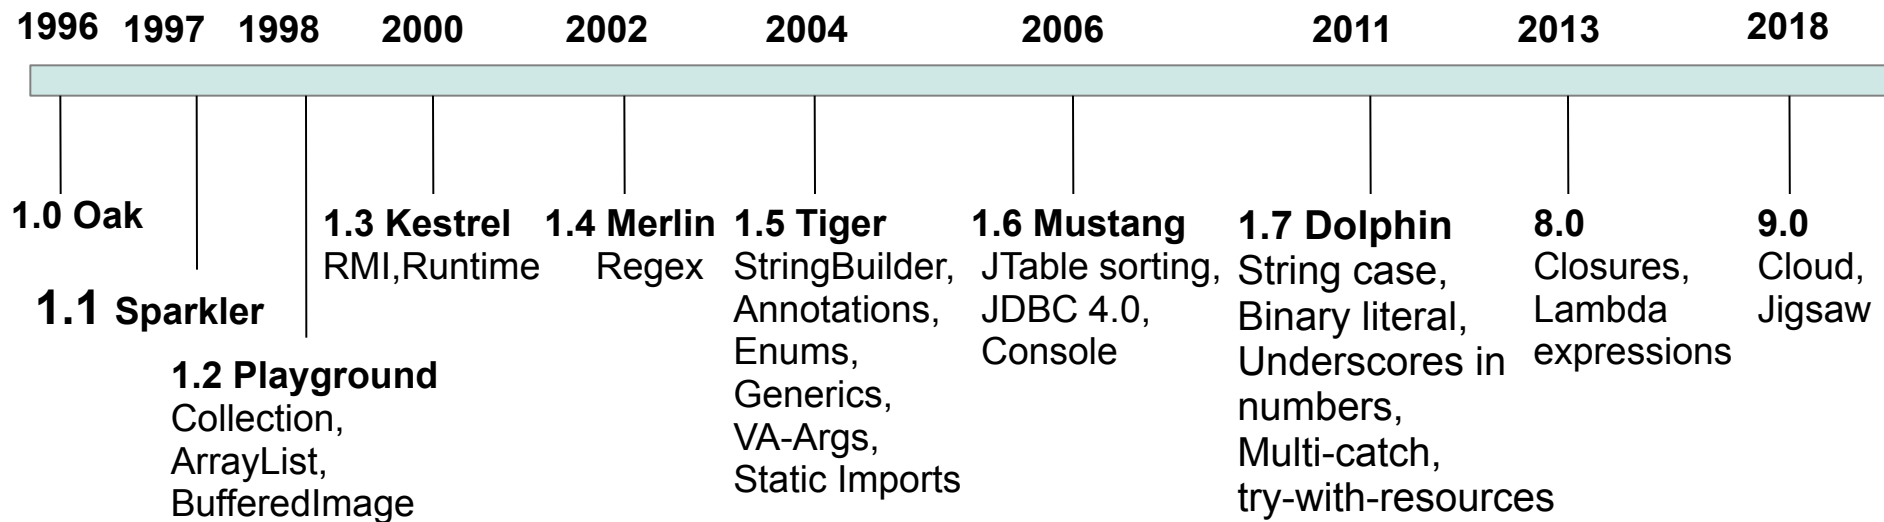 1996 1997 1998 2000 2002 2004 2006 2011 2013 2018
1.0 Oak
1.1 Sparkler
1.2 Playground
Collection,
ArrayList,
BufferedImage
1.3 Kestrel
RMI,Runtime
1.4 Merlin
Regex
1.5 Tiger
StringBuilder,
Annotations,
Enums,
Generics,
VA-Args,
Static Imports
1.6 Mustang
JTable sorting,
JDBC 4.0,
Console
1.7 Dolphin
String case,
Binary literal,
Underscores in
numbers,
Multi-catch,
try-with-resources
8.0
Closures,
Lambda
expressions
9.0
Cloud,
Jigsaw